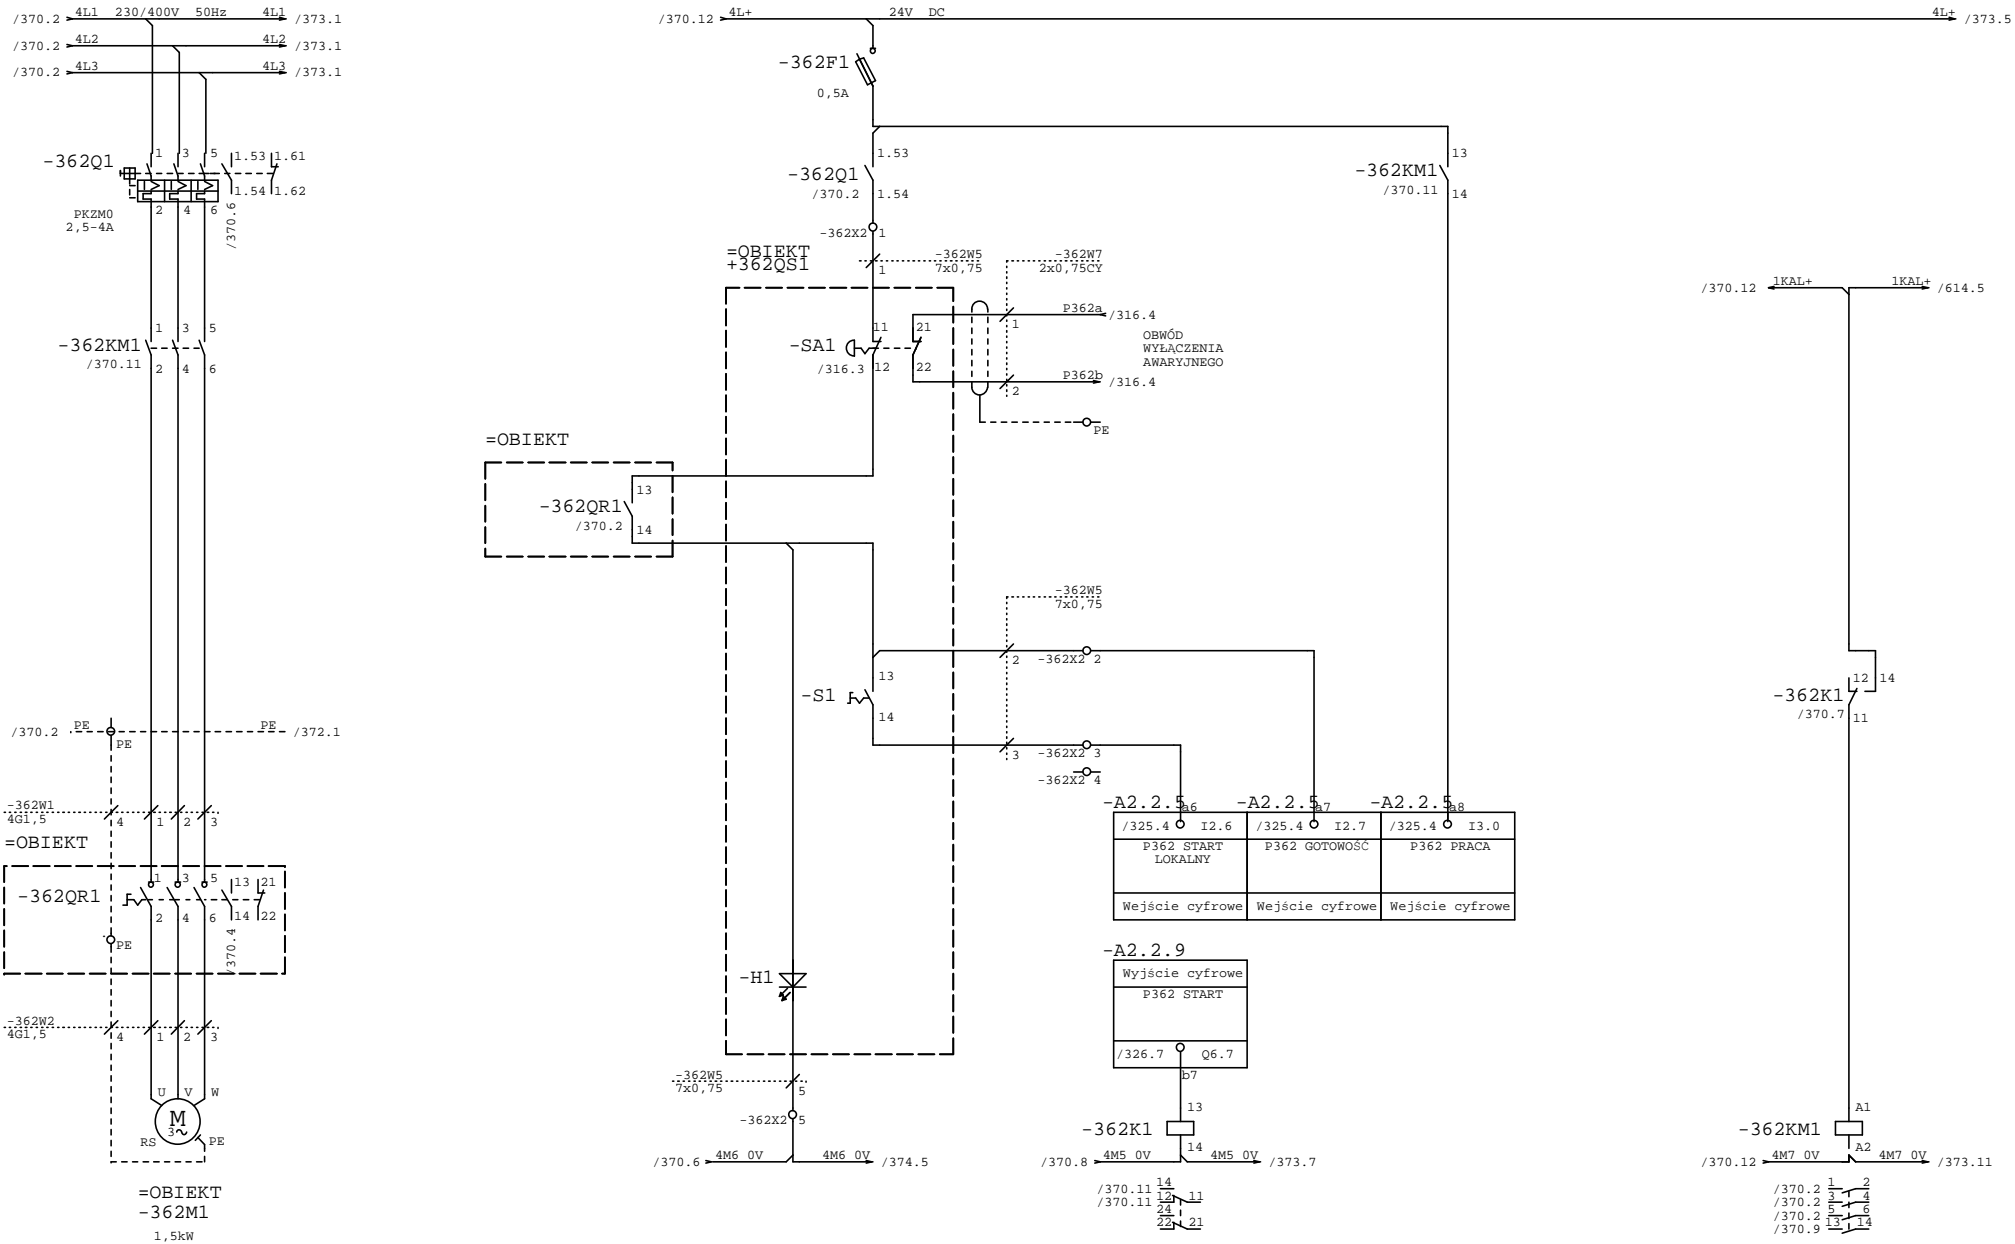 4L1 230/400V 50Hz 4L1
/370.2 /373.1
4L2 4L2
/370.2 /373.1
4L3 4L3
/370.2 /373.1
-362Q1
1 3 5 1.53 1.61
1.54 1.62
2 4 6
/370.6
PKZM0
2,5-4A
-362KM1
/370.11
1 3 5
2 4 6
/370.2 PE PE /372.1
PE
-362W1
4G1,5
4 1 2 3
=OBIEKT
-362QR1
1 3 5 13 21
2 4 6 14 22
/370.4
PE
-362W2
4G1,5
4 1 2 3
U V W
M
3~
RS PE
=OBIEKT
-362M1
1,5kW
/370.12 4L+ 24V DC 4L+ /373.5
-362F1
0,5A
-362Q1
/370.2
1.53
1.54
-362X2 1
=OBIEKT
+362QS1
-362W5
7x0,75
1
-362W7
2x0,75CY
P362a /316.4
1
-SA1
/316.3
11 21
12 22
OBWÓD
WYŁĄCZENIA
AWARYJNEGO
P362b /316.4
2
PE
=OBIEKT
-362QR1
/370.2
13
14
-362W5
7x0,75
2 -362X2 2
-S1
13
14
3 -362X2 3
-362X2 4
-362KM1
/370.11
13
14
-A2.2.5 a6 -A2.2.5 a7 -A2.2.5 a8
/325.4 I2.6 /325.4 I2.7 /325.4 I3.0
P362 START
LOKALNY
P362 GOTOWOŚĆ
P362 PRACA
Wejście cyfrowe Wejście cyfrowe Wejście cyfrowe
-H1
-362W5
7x0,75
5
-362X2 5
/370.6 4M6 0V 4M6 0V /374.5
-A2.2.9
Wyjście cyfrowe
P362 START
/326.7 Q6.7
b7
-362K1
13
14
/370.8 4M5 0V 4M5 0V /373.7
/370.11 14
/370.11 12 11
24
22 21
/370.12 1KAL+ 1KAL+ /614.5
-362K1
/370.7
12 14
11
-362KM1
A1
A2
/370.12 4M7 0V 4M7 0V /373.11
/370.2 1 2
/370.2 3 4
/370.2 5 6
/370.9 13 14